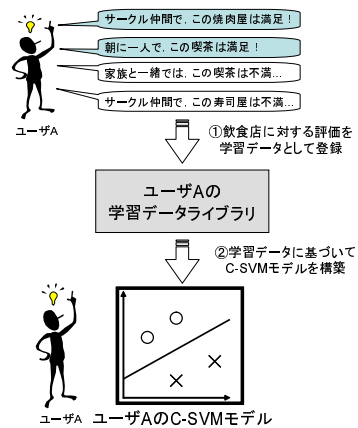 サークル仲間で，この焼肉屋は満足！
朝に一人で，この喫茶は満足！
家族と一緒では，この喫茶は不満…
サークル仲間で，この寿司屋は不満…
ユーザA
①飲食店に対する評価を
学習データとして登録
ユーザAの
学習データライブラリ
②学習データに基づいて
C-SVMモデルを構築
ユーザA
ユーザAのC-SVMモデル